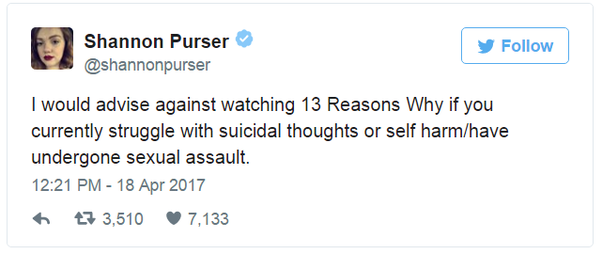 Shannon Purser
Follow
@shannonpurser
I would advise against watching 13 Reasons Why if you
currently struggle with suicidal thoughts or self harm/have
undergone sexual assault.
12:21 PM - 18 Apr 2017
3,510 7,133